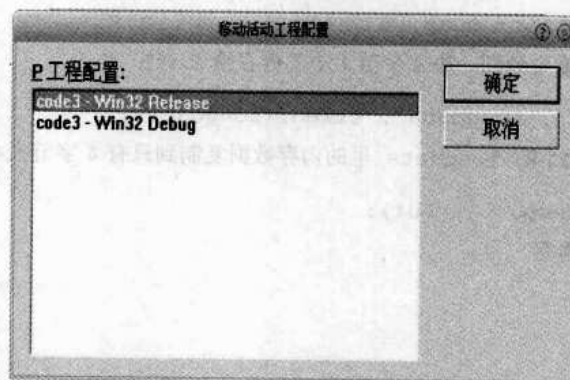 移动活动工程配置
P 工程配置:
code3 - Win32 Release
code3 - Win32 Debug
确定
取消